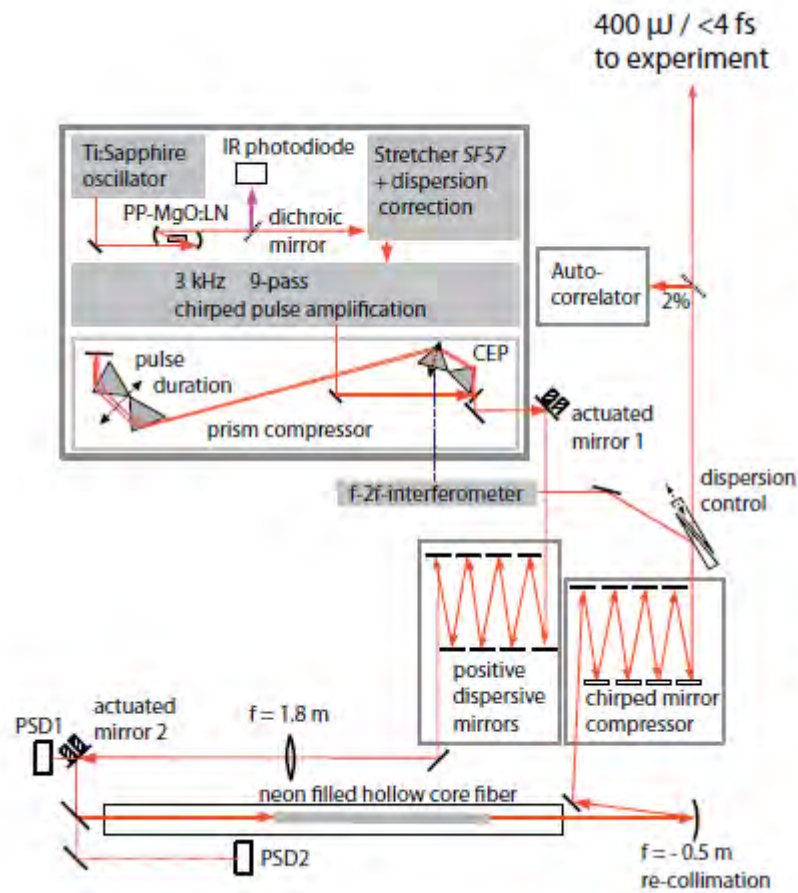 400 µJ / <4 fs
to experiment
Ti:Sapphire
oscillator
IR photodiode
Stretcher SF57
+ dispersion
correction
PP-MgO:LN
dichroic
mirror
3 kHz 9-pass
chirped pulse amplification
Auto-
correlator
2%
pulse
duration
CEP
prism compressor
actuated
mirror 1
f-2f-interferometer
dispersion
control
positive
dispersive
mirrors
chirped mirror
compressor
PSD1
actuated
mirror 2
f = 1.8 m
neon filled hollow core fiber
PSD2
f = - 0.5 m
re-collimation